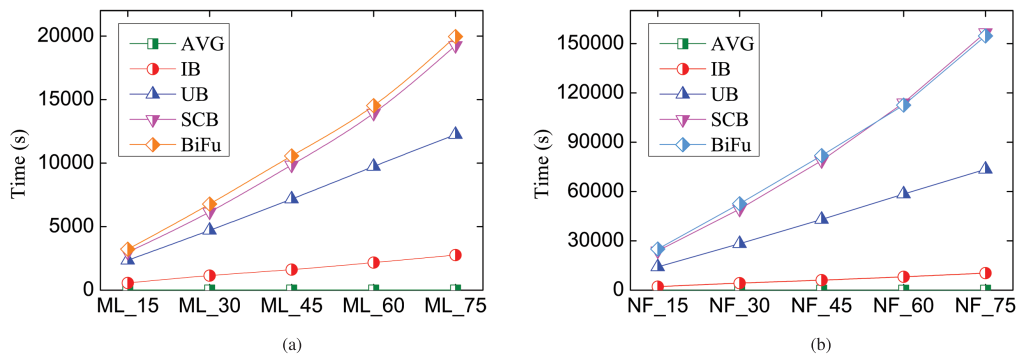 20000
15000
10000
5000
0
Time (s)
AVG
IB
UB
SCB
BiFu
ML_15 ML_30 ML_45 ML_60 ML_75
(a)
150000
120000
90000
60000
30000
0
Time (s)
AVG
IB
UB
SCB
BiFu
NF_15 NF_30 NF_45 NF_60 NF_75
(b)